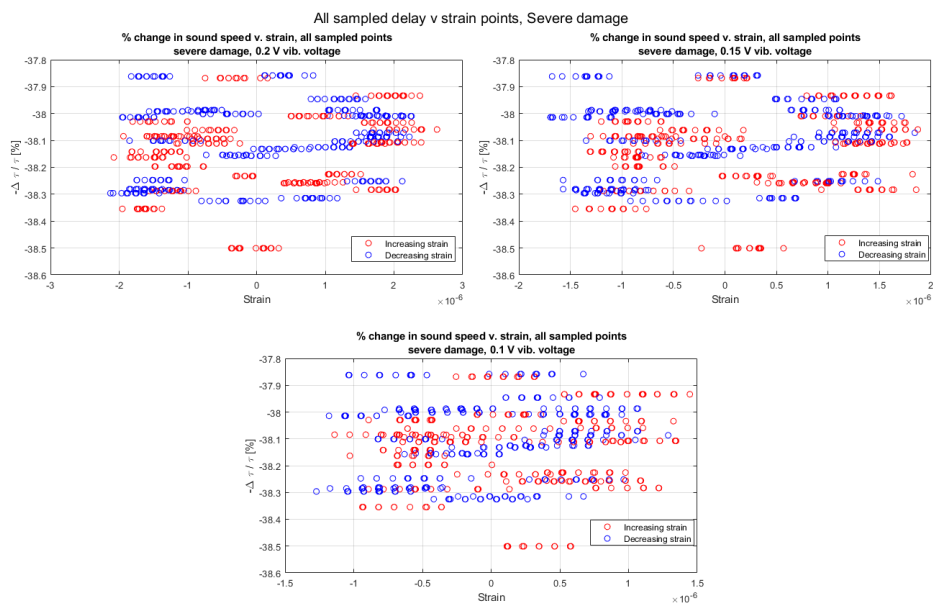 All sampled delay v strain points, Severe damage
% change in sound speed v. strain, all sampled points
severe damage, 0.2 V vib. voltage
-37.8
-37.9
-38
-38.1
-38.2
-38.3
-38.4
-38.5
-38.6
-Δ τ / τ [%]
-3
-2
-1
0
1
2
3
Strain
×10⁻⁶
Increasing strain
Decreasing strain
% change in sound speed v. strain, all sampled points
severe damage, 0.15 V vib. voltage
-37.8
-37.9
-38
-38.1
-38.2
-38.3
-38.4
-38.5
-38.6
-Δ τ / τ [%]
-2
-1.5
-1
-0.5
0
0.5
1
1.5
2
Strain
×10⁻⁶
Increasing strain
Decreasing strain
% change in sound speed v. strain, all sampled points
severe damage, 0.1 V vib. voltage
-37.8
-37.9
-38
-38.1
-38.2
-38.3
-38.4
-38.5
-38.6
-Δ τ / τ [%]
-1.5
-1
-0.5
0
0.5
1
1.5
Strain
×10⁻⁶
Increasing strain
Decreasing strain